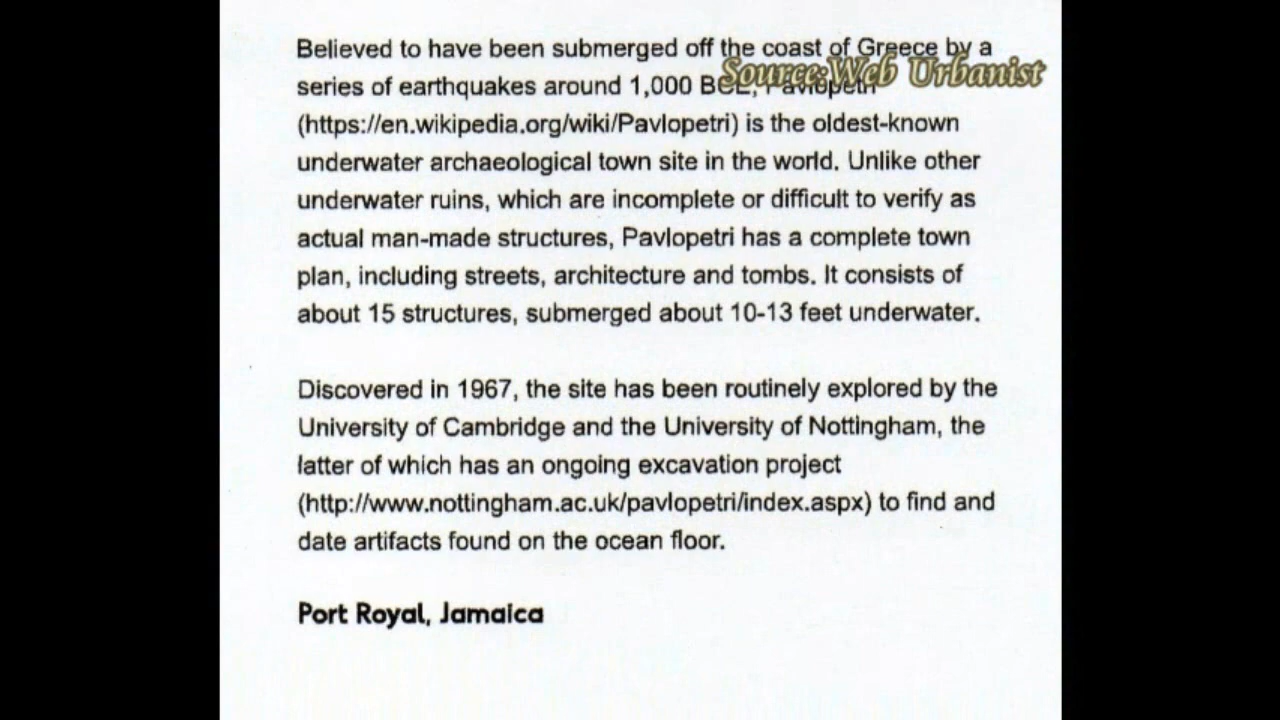 Believed to have been submerged off the coast of Greece by a
Source:Web Urbanist
series of earthquakes around 1,000 BCE, Pavlopetri
(https://en.wikipedia.org/wiki/Pavlopetri) is the oldest-known
underwater archaeological town site in the world. Unlike other
underwater ruins, which are incomplete or difficult to verify as
actual man-made structures, Pavlopetri has a complete town
plan, including streets, architecture and tombs. It consists of
about 15 structures, submerged about 10-13 feet underwater.
Discovered in 1967, the site has been routinely explored by the
University of Cambridge and the University of Nottingham, the
latter of which has an ongoing excavation project
(http://www.nottingham.ac.uk/pavlopetri/index.aspx) to find and
date artifacts found on the ocean floor.
Port Royal, Jamaica